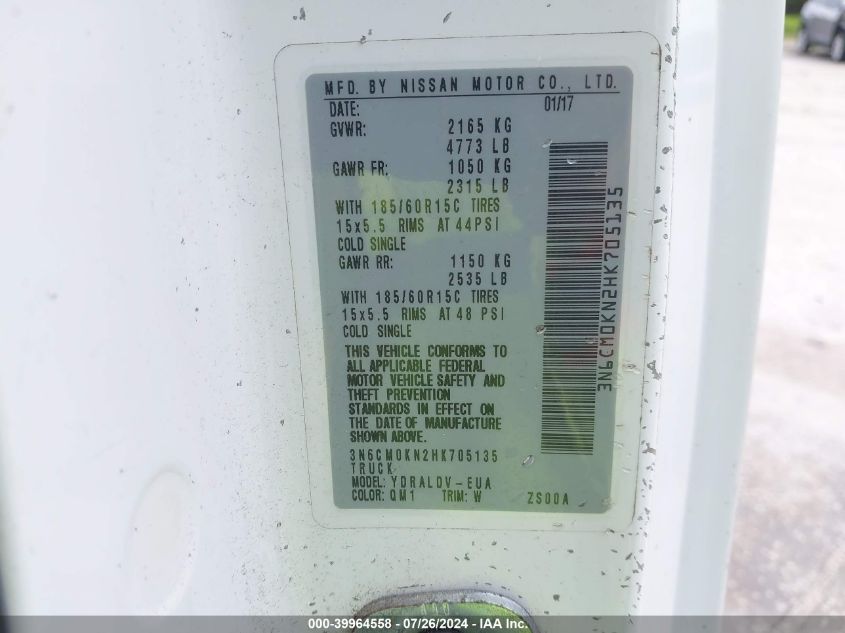 MFD. BY NISSAN MOTOR CO., LTD.
DATE: 01/17
GVWR: 2165 KG
4773 LB
GAWR FR: 1050 KG
2315 LB
WITH 185/60R15C TIRES
15x5.5 RIMS AT 44PSI
COLD SINGLE
GAWR RR: 1150 KG
2535 LB
WITH 185/60R15C TIRES
15x5.5 RIMS AT 48 PSI
COLD SINGLE
THIS VEHICLE CONFORMS TO
ALL APPLICABLE FEDERAL
MOTOR VEHICLE SAFETY AND
THEFT PREVENTION
STANDARDS IN EFFECT ON
THE DATE OF MANUFACTURE
SHOWN ABOVE.
3N6CM0KN2HK705135
TRUCK
MODEL: YDRALDV-EUA
COLOR: QM1 TRIM: W ZS00A
3N6CM0KN2HK705135
000-39964558 - 07/26/2024 - IAAI.COM